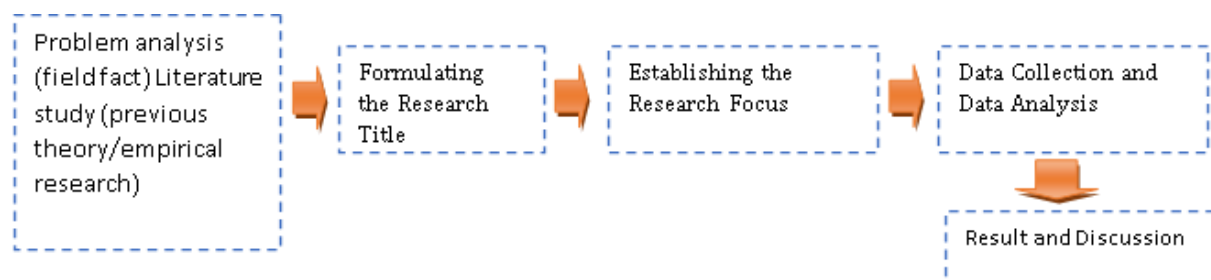 Problem analysis
(field fact) Literature
study (previous
theory/empirical
research)
Formulating
the Research
Title
Establishing the
Research Focus
Data Collection and
Data Analysis
Result and Discussion